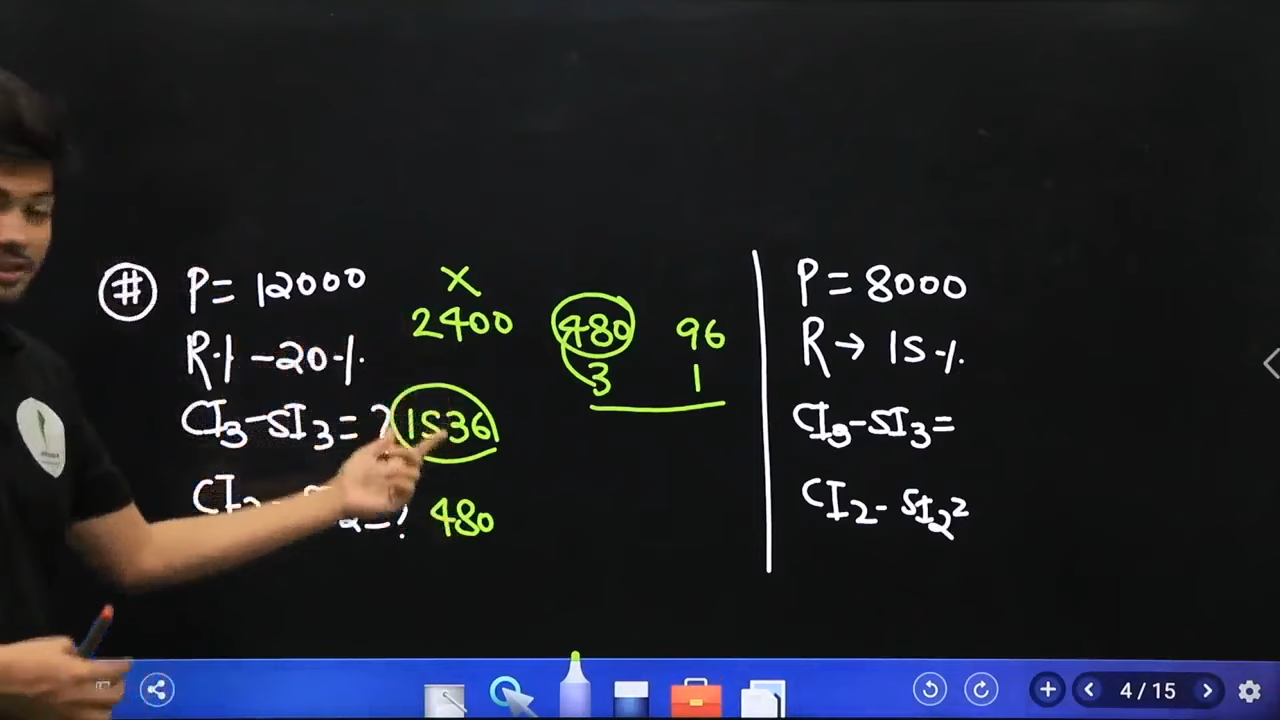 # P= 12000 X
2400 480 96
R% -20%
3 1
CI3-SI3= ? 1536
CI2- ? 480
P = 8000
R → 15%
CI3-SI3=
CI2- SI2?
4 / 15